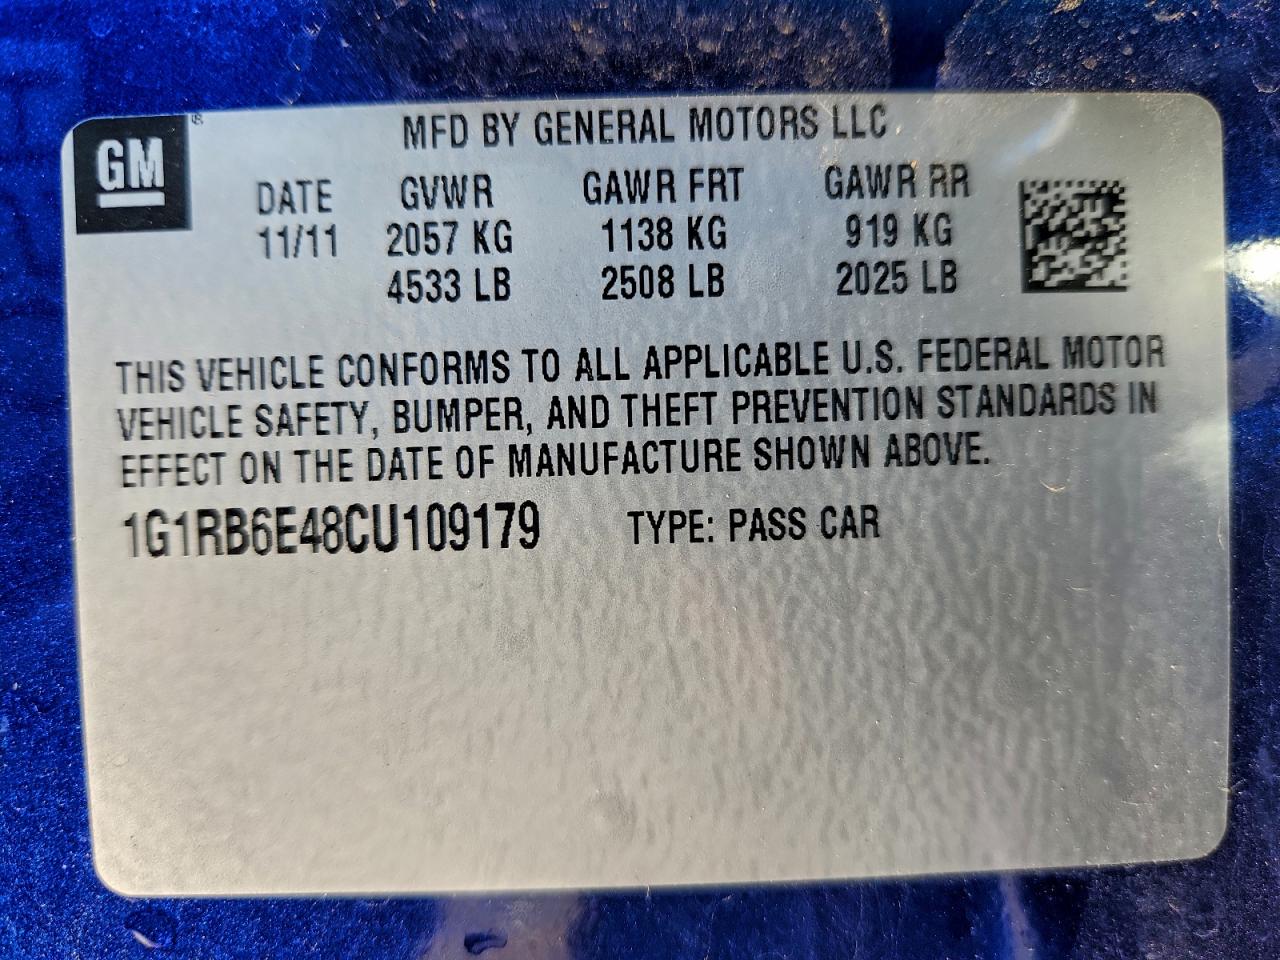 GM®
MFD BY GENERAL MOTORS LLC
DATE GVWR GAWR FRT GAWR RR
11/11 2057 KG 1138 KG 919 KG
4533 LB 2508 LB 2025 LB
THIS VEHICLE CONFORMS TO ALL APPLICABLE U.S. FEDERAL MOTOR
VEHICLE SAFETY, BUMPER, AND THEFT PREVENTION STANDARDS IN
EFFECT ON THE DATE OF MANUFACTURE SHOWN ABOVE.
1G1RB6E48CU109179 TYPE: PASS CAR